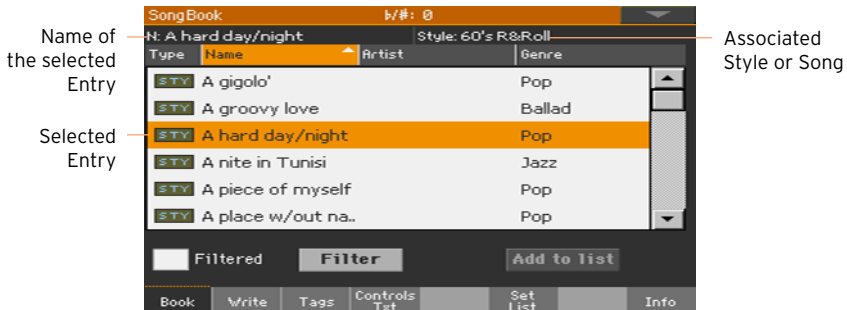 SongBook ♭/#: 0
Name of the selected Entry
N: A hard day/night Style: 60's R&Roll
Associated Style or Song
Type Name Artist Genre
STY A gigolo' Pop
STY A groovy love Ballad
Selected Entry
STY A hard day/night Pop
STY A nite in Tunisi Jazz
STY A piece of myself Pop
STY A place w/out na.. Pop
Filtered Filter Add to list
Book Write Tags Controls Txt Set List Info